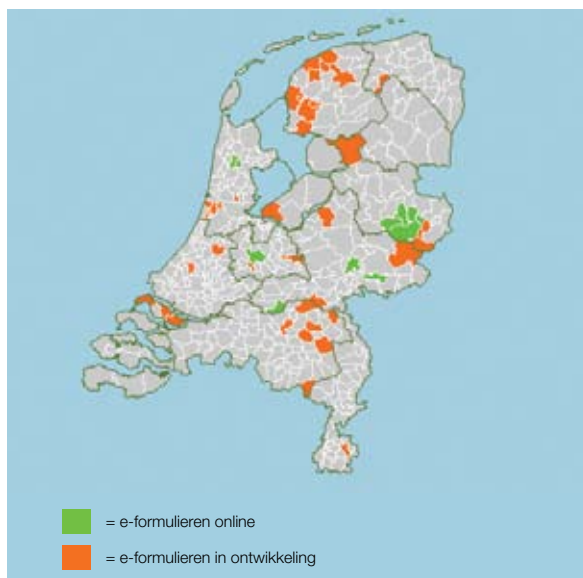 = e-formulieren online
= e-formulieren in ontwikkeling